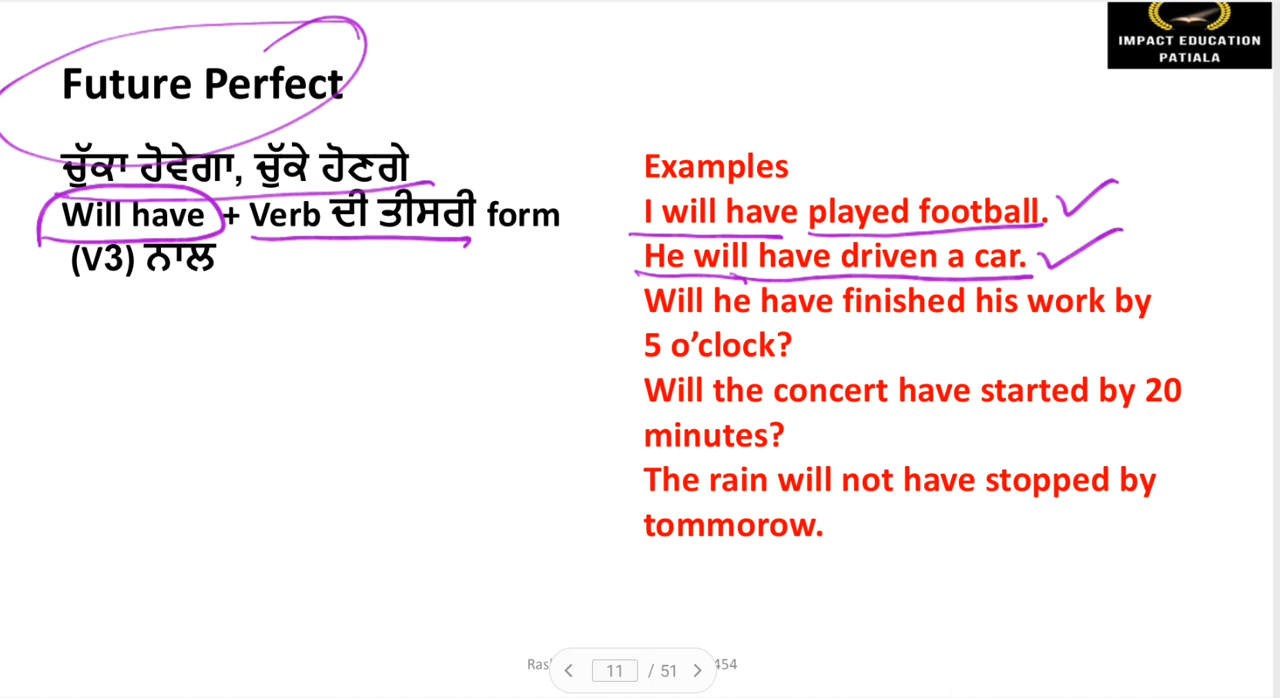 IMPACT EDUCATION
PATIALA
Future Perfect
ਚੁੱਕਾ ਹੋਵੇਗਾ, ਚੁੱਕੇ ਹੋਣਗੇ
Will have + Verb ਦੀ ਤੀਸਰੀ form
(V3) ਨਾਲ
Examples
I will have played football.
He will have driven a car.
Will he have finished his work by
5 o’clock?
Will the concert have started by 20
minutes?
The rain will not have stopped by
tommorow.
11 / 51 454